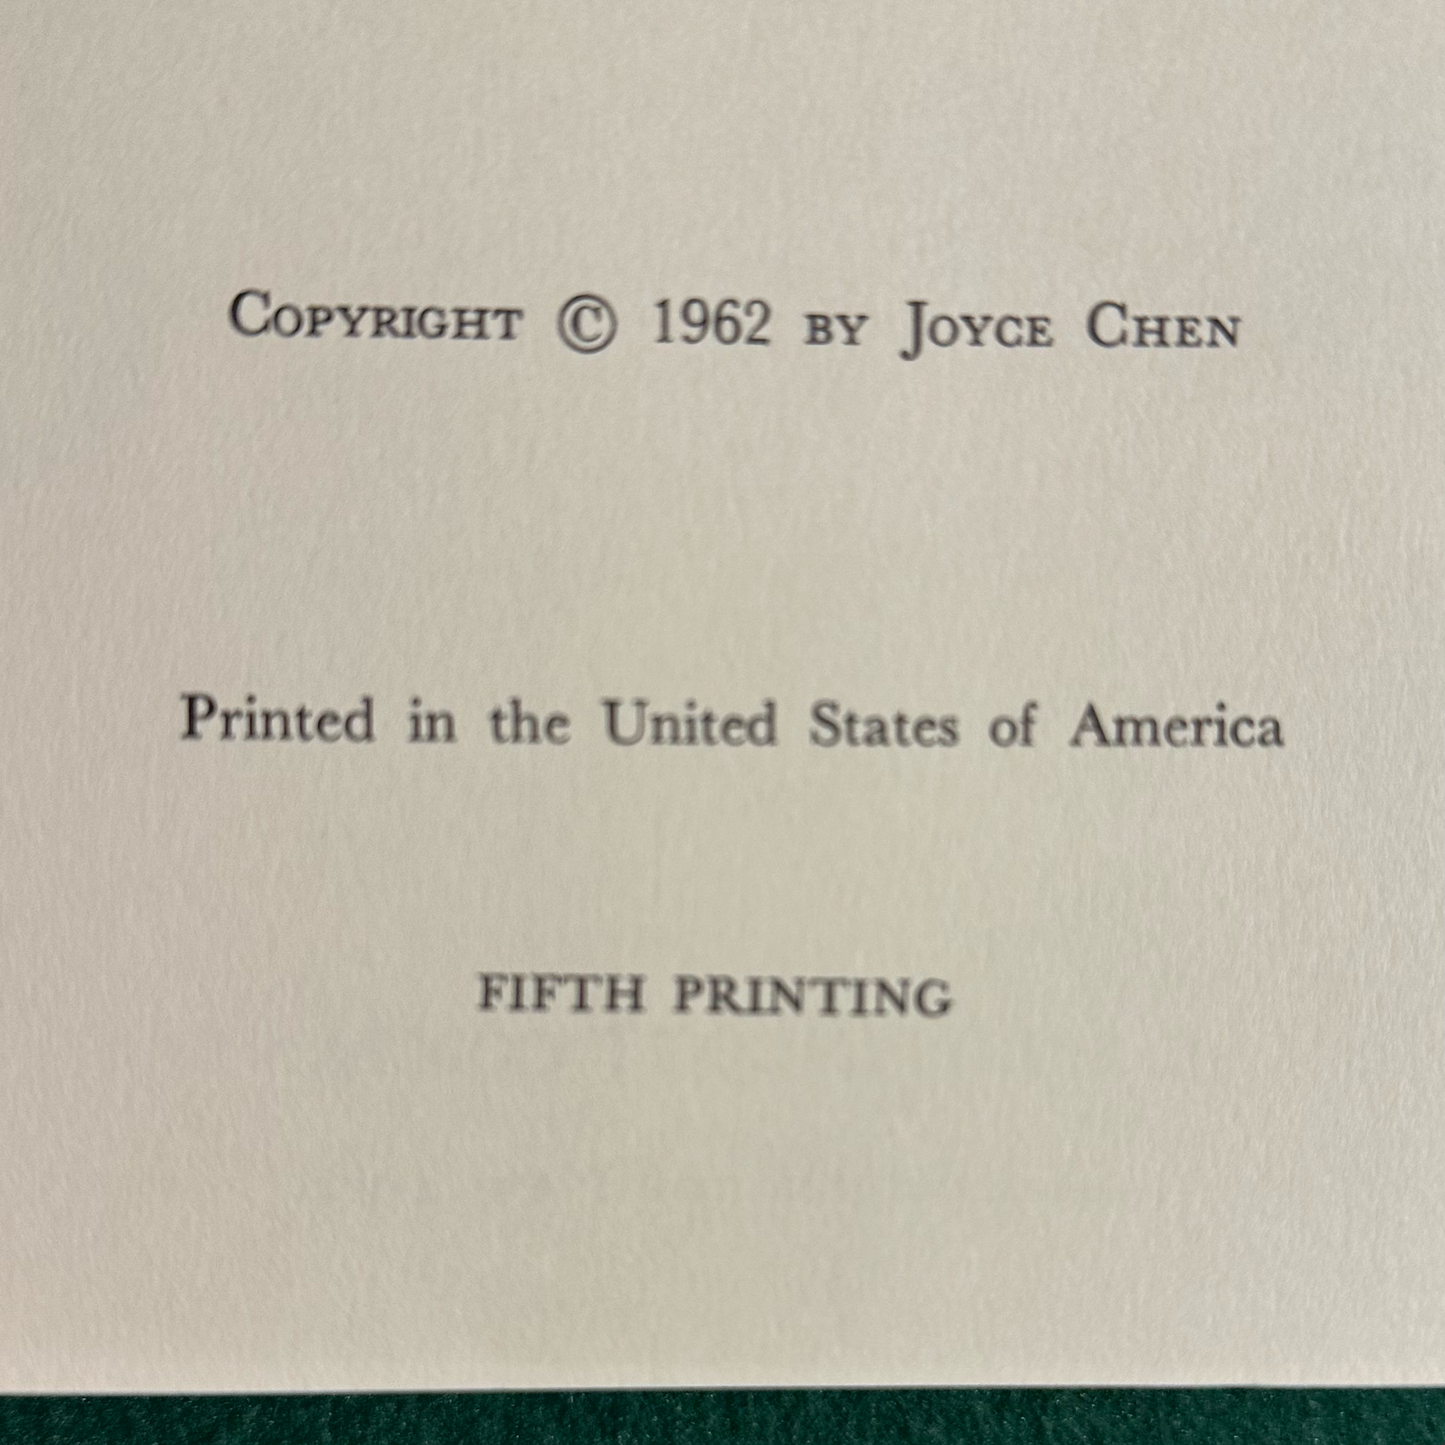 Copyright © 1962 by Joyce Chen
Printed in the United States of America
FIFTH PRINTING